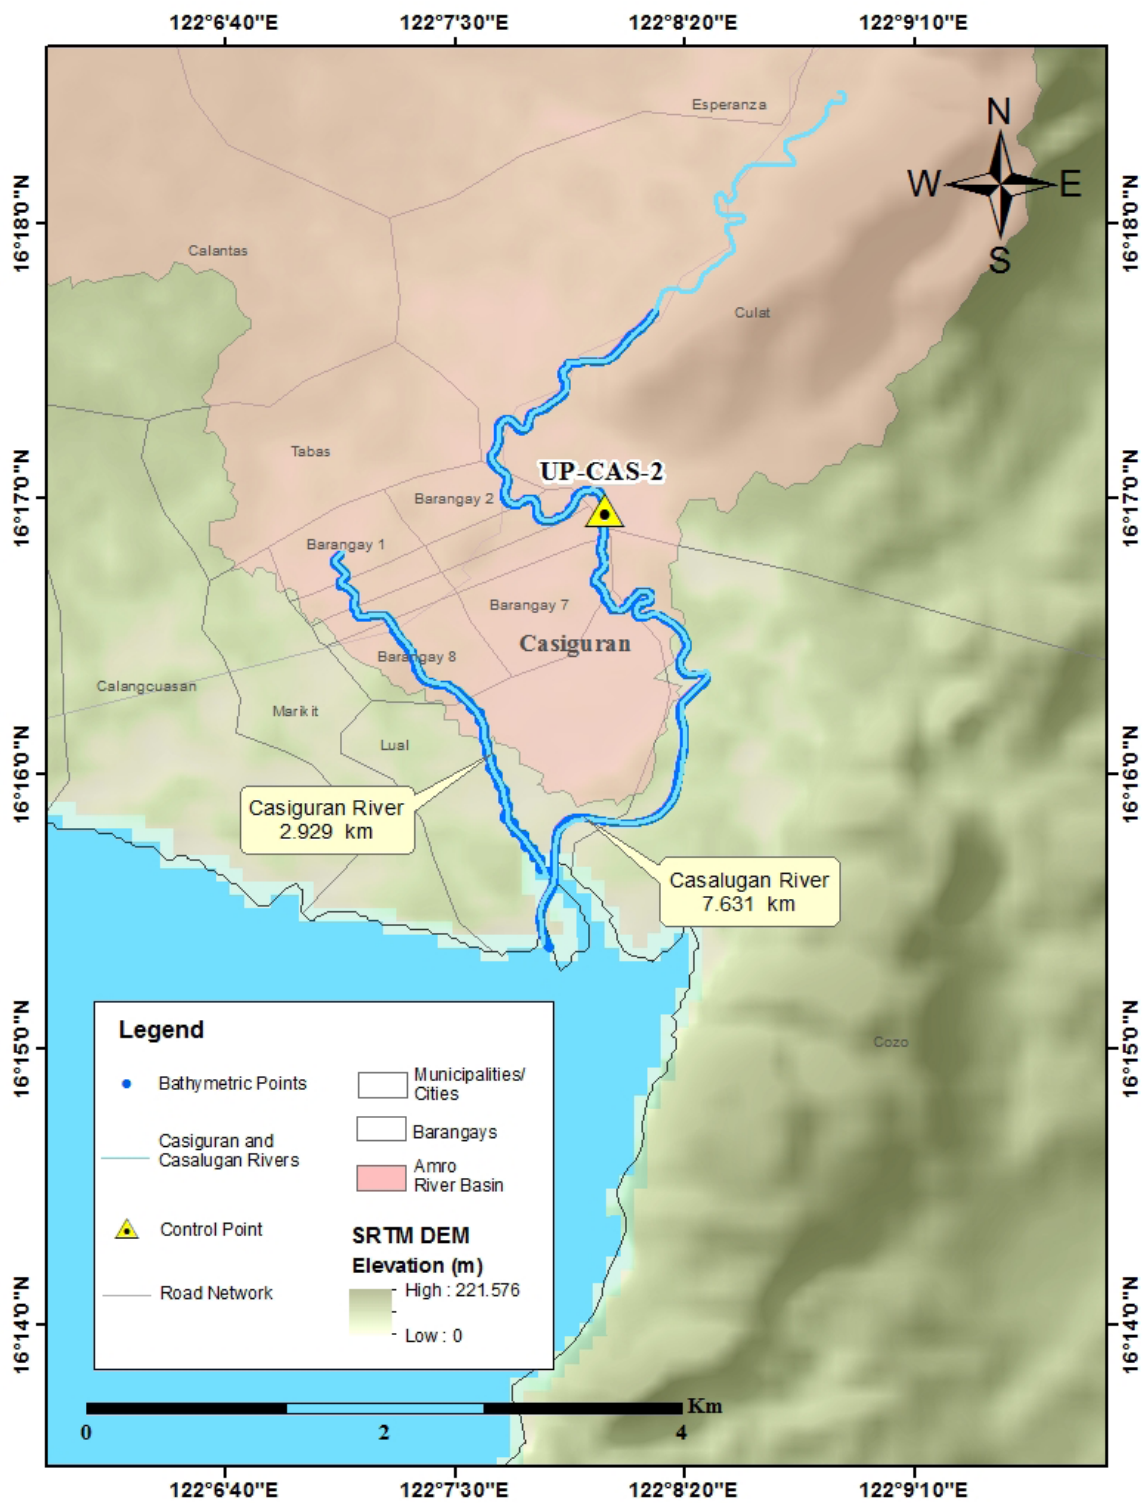 122°6'40"E 122°7'30"E 122°8'20"E 122°9'10"E
Esperanza
N
W E
S
16°18'0"N 16°18'0"N
Calantas
Culat
Tabas
UP-CAS-2
Barangay 2
16°17'0"N 16°17'0"N
Barangay 1
Barangay 7
Casiguran
Barangay 8
Calangcuasan
Marikit
Lual
16°16'0"N 16°16'0"N
Casiguran River
2.929 km
Casalugan River
7.631 km
Cozo
16°15'0"N 16°15'0"N
Legend
Bathymetric Points
Casiguran and
Casalugan Rivers
Control Point
Road Network
Municipalities/
Cities
Barangays
Amro
River Basin
SRTM DEM
Elevation (m)
High : 221.576
Low : 0
16°14'0"N 16°14'0"N
Km
0 2 4
122°6'40"E 122°7'30"E 122°8'20"E 122°9'10"E